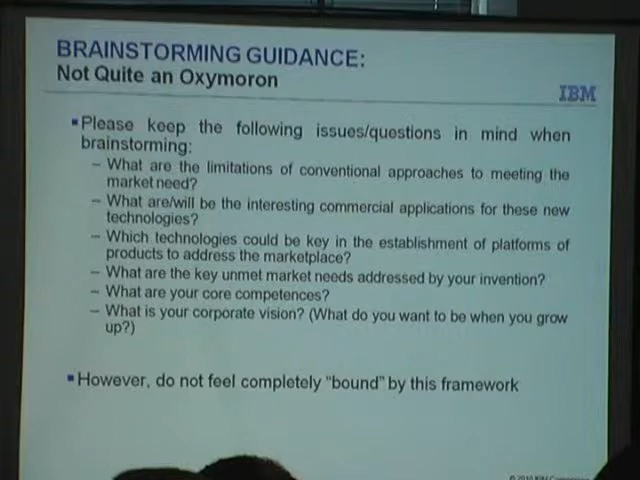 BRAINSTORMING GUIDANCE:
Not Quite an Oxymoron
IBM
Please keep the following issues/questions in mind when
brainstorming:
– What are the limitations of conventional approaches to meeting the
market need?
– What are/will be the interesting commercial applications for these new
technologies?
– Which technologies could be key in the establishment of platforms of
products to address the marketplace?
– What are the key unmet market needs addressed by your invention?
– What are your core competences?
– What is your corporate vision? (What do you want to be when you grow
up?)
However, do not feel completely “bound” by this framework